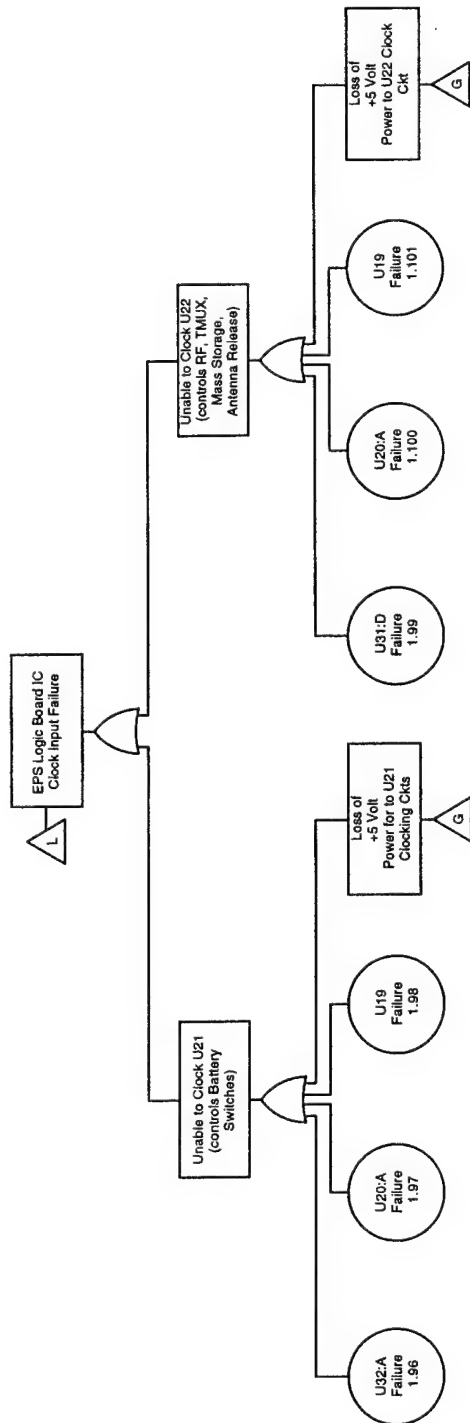 L
EPS Logic Board IC
Clock Input Failure
Unable to Clock U21
(controls Battery
Switches)
Unable to Clock U22
(controls RF, TMUX,
Mass Storage,
Antenna Release)
U32:A
Failure
1.96
U20:A
Failure
1.97
U19
Failure
1.98
Loss of
+5 Volt
Power for to U21
Clocking Ckts
G
U31:D
Failure
1.99
U20:A
Failure
1.100
U19
Failure
1.101
Loss of
+5 Volt
Power to U22 Clock
Ckt
G